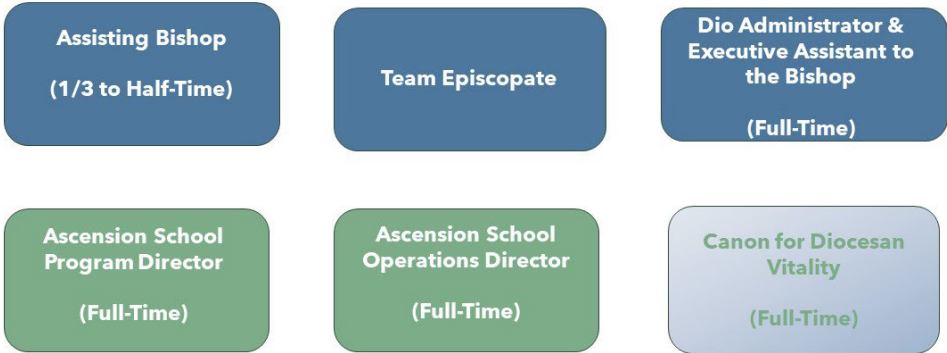 Assisting Bishop
(1/3 to Half-Time)
Team Episcopate
Dio Administrator &
Executive Assistant to
the Bishop
(Full-Time)
Ascension School
Program Director
(Full-Time)
Ascension School
Operations Director
(Full-Time)
Canon for Diocesan
Vitality
(Full-Time)